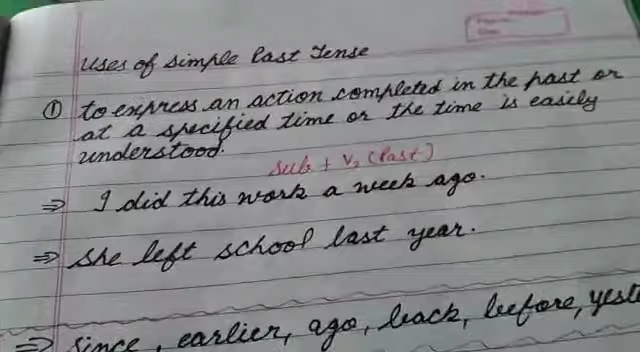 Uses of simple Past Tense
① to express an action completed in the past or
at a specified time or the time is easily
understood.
sub + V₂ (Past)
⇒ I did this work a week ago.
⇒ she left school last year.
⇒ since, earlier, ago, back, before,